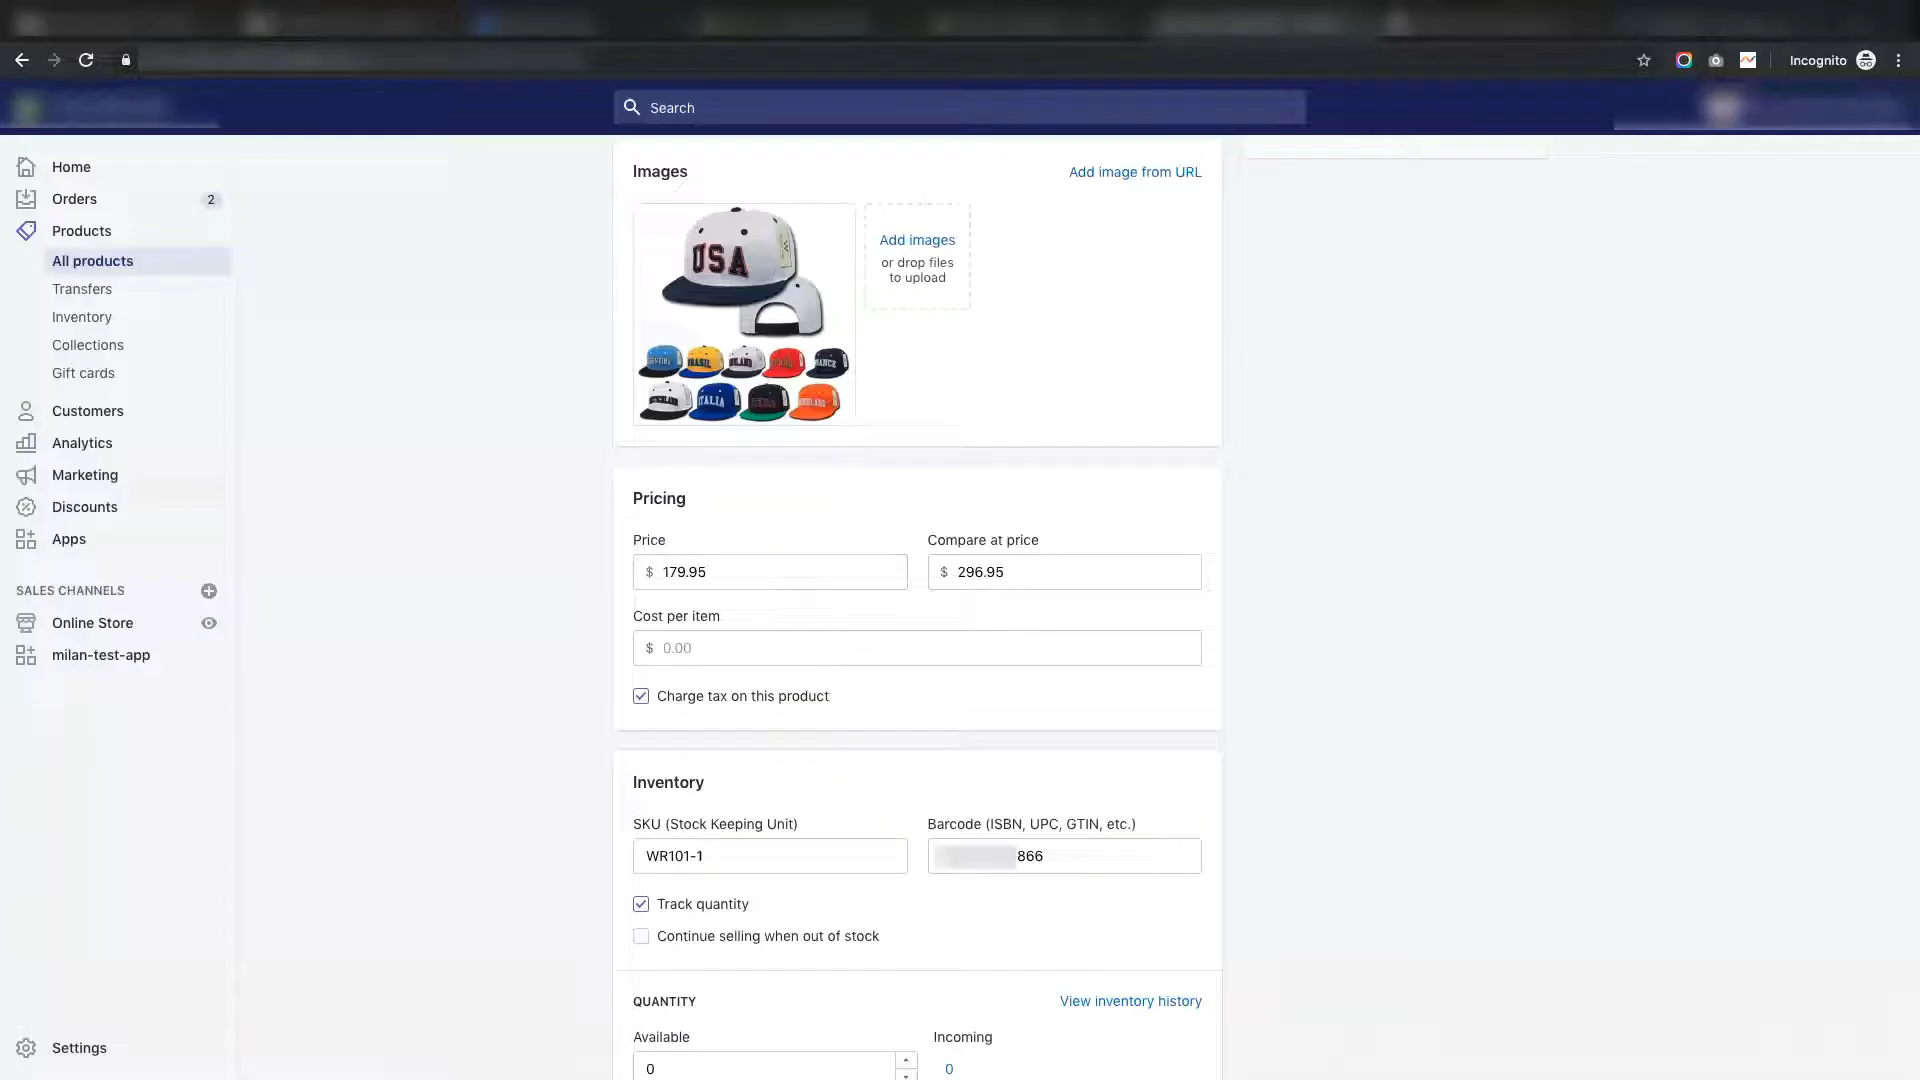 Incognito
Search
Home
Orders 2
Products
All products
Transfers
Inventory
Collections
Gift cards
Customers
Analytics
Marketing
Discounts
Apps
SALES CHANNELS
Online Store
milan-test-app
Settings
Images
Add image from URL
USA
BRASIL
ITALIA
Add images
or drop files
to upload
Pricing
Price
$ 179.95
Compare at price
$ 296.95
Cost per item
$ 0.00
Charge tax on this product
Inventory
SKU (Stock Keeping Unit)
WR101-1
Barcode (ISBN, UPC, GTIN, etc.)
866
Track quantity
Continue selling when out of stock
QUANTITY
View inventory history
Available
0
Incoming
0